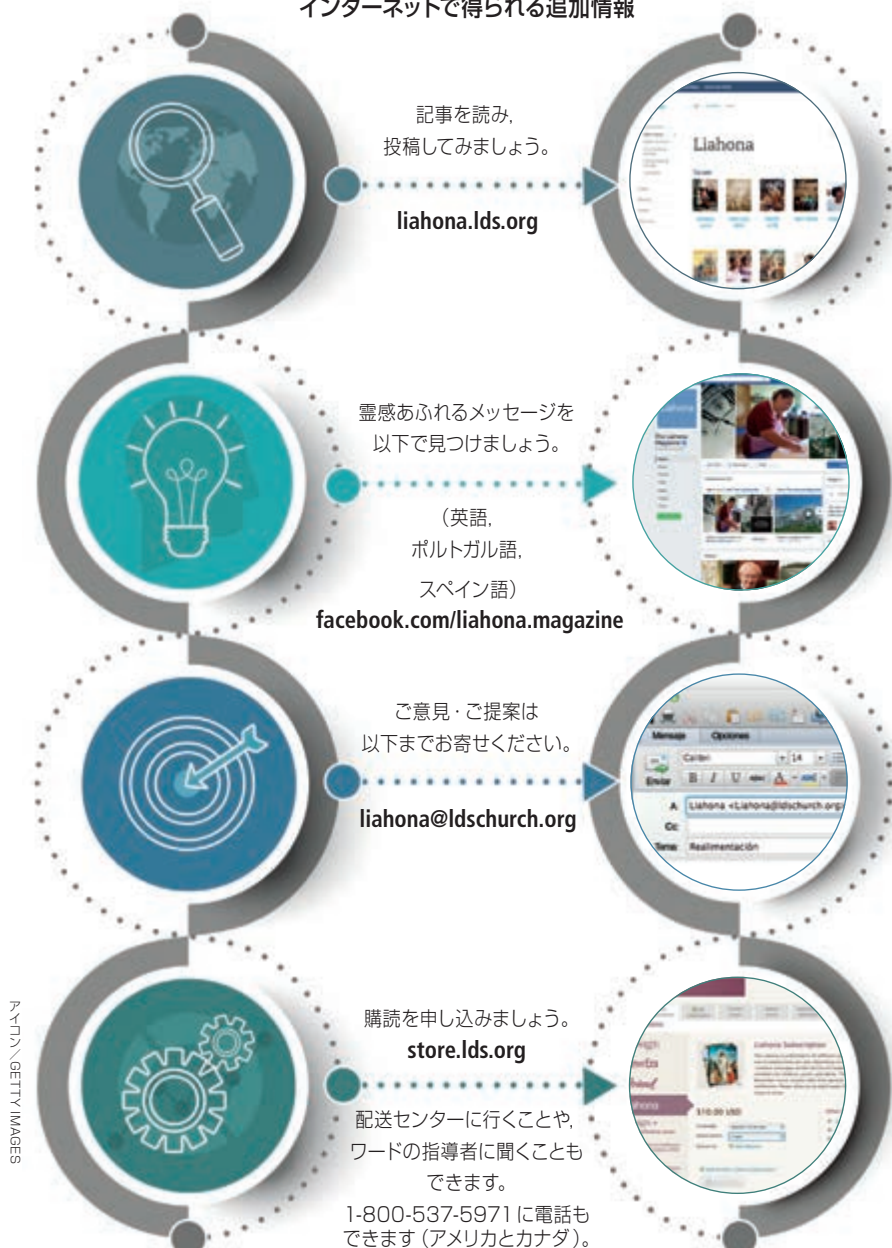 インターネットで得られる追加情報
記事を読み,
投稿してみましょう。
liahona.lds.org
Liahona
霊感あふれるメッセージを
以下で見つけましょう。
(英語,
ポルトガル語,
スペイン語)
facebook.com/liahona.magazine
ご意見・ご提案は
以下までお寄せください。
liahona@ldschurch.org
Mensaje Opciones
Calibri 14
Enviar B I U
A: Liahona <Liahona@ldschurch.org>
Cc:
Tema: Realimentación
購読を申し込みましょう。
store.lds.org
配送センターに行くことや,
ワードの指導者に聞くことも
できます。
1-800-537-5971に電話も
できます(アメリカとカナダ)。
Liahona Subscription
$10.00 USD
アイコン/GETTY IMAGES